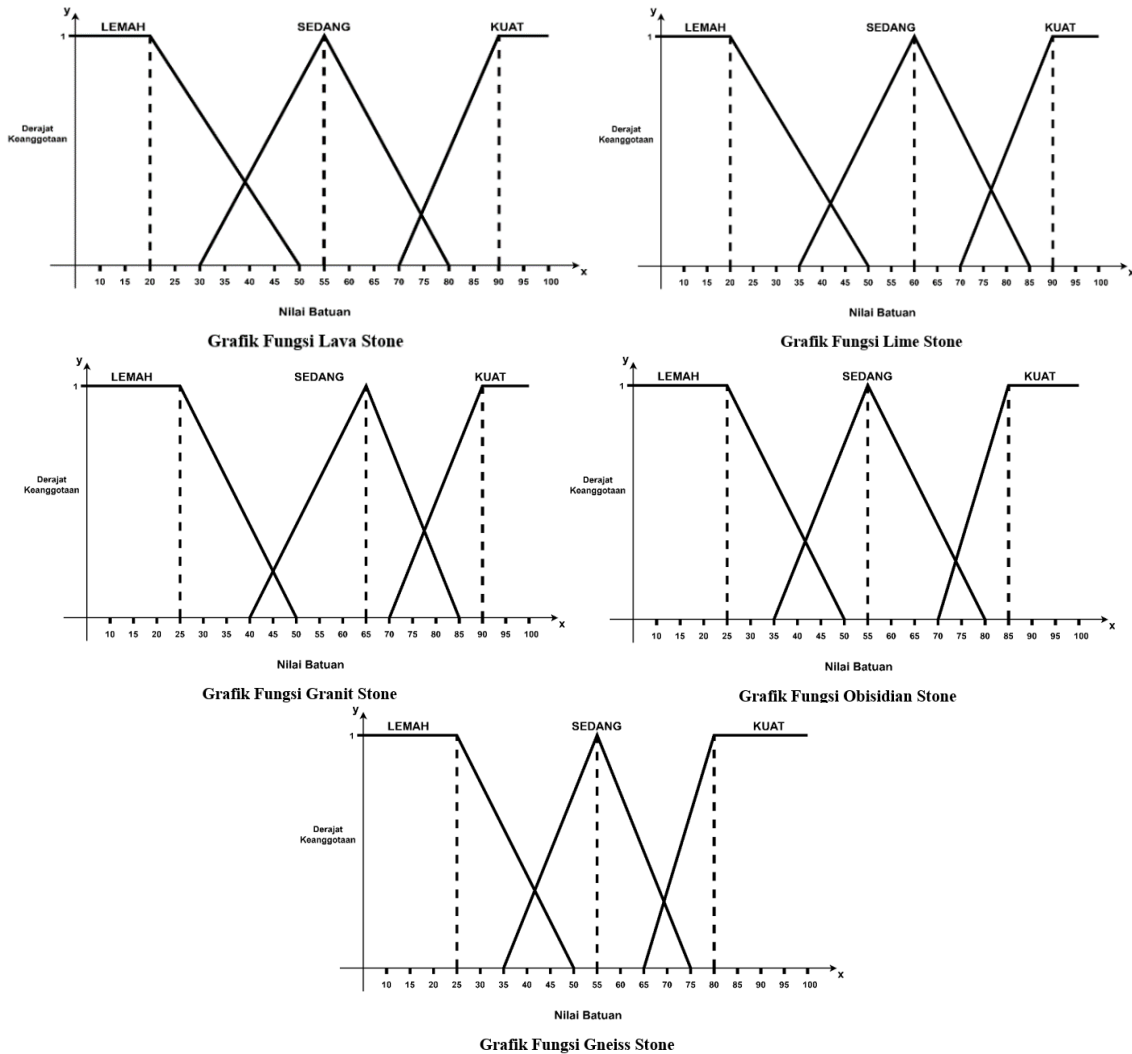 y
LEMAH SEDANG KUAT
1
Derajat
Keanggotaan
10 15 20 25 30 35 40 45 50 55 60 65 70 75 80 85 90 95 100
x
Nilai Batuan
Grafik Fungsi Lava Stone
y
LEMAH SEDANG KUAT
1
Derajat
Keanggotaan
10 15 20 25 30 35 40 45 50 55 60 65 70 75 80 85 90 95 100
x
Nilai Batuan
Grafik Fungsi Lime Stone
y
LEMAH SEDANG KUAT
1
Derajat
Keanggotaan
10 15 20 25 30 35 40 45 50 55 60 65 70 75 80 85 90 95 100
x
Nilai Batuan
Grafik Fungsi Granit Stone
y
LEMAH SEDANG KUAT
1
Derajat
Keanggotaan
10 15 20 25 30 35 40 45 50 55 60 65 70 75 80 85 90 95 100
x
Nilai Batuan
Grafik Fungsi Obisidian Stone
y
LEMAH SEDANG KUAT
1
Derajat
Keanggotaan
10 15 20 25 30 35 40 45 50 55 60 65 70 75 80 85 90 95 100
x
Nilai Batuan
Grafik Fungsi Gneiss Stone